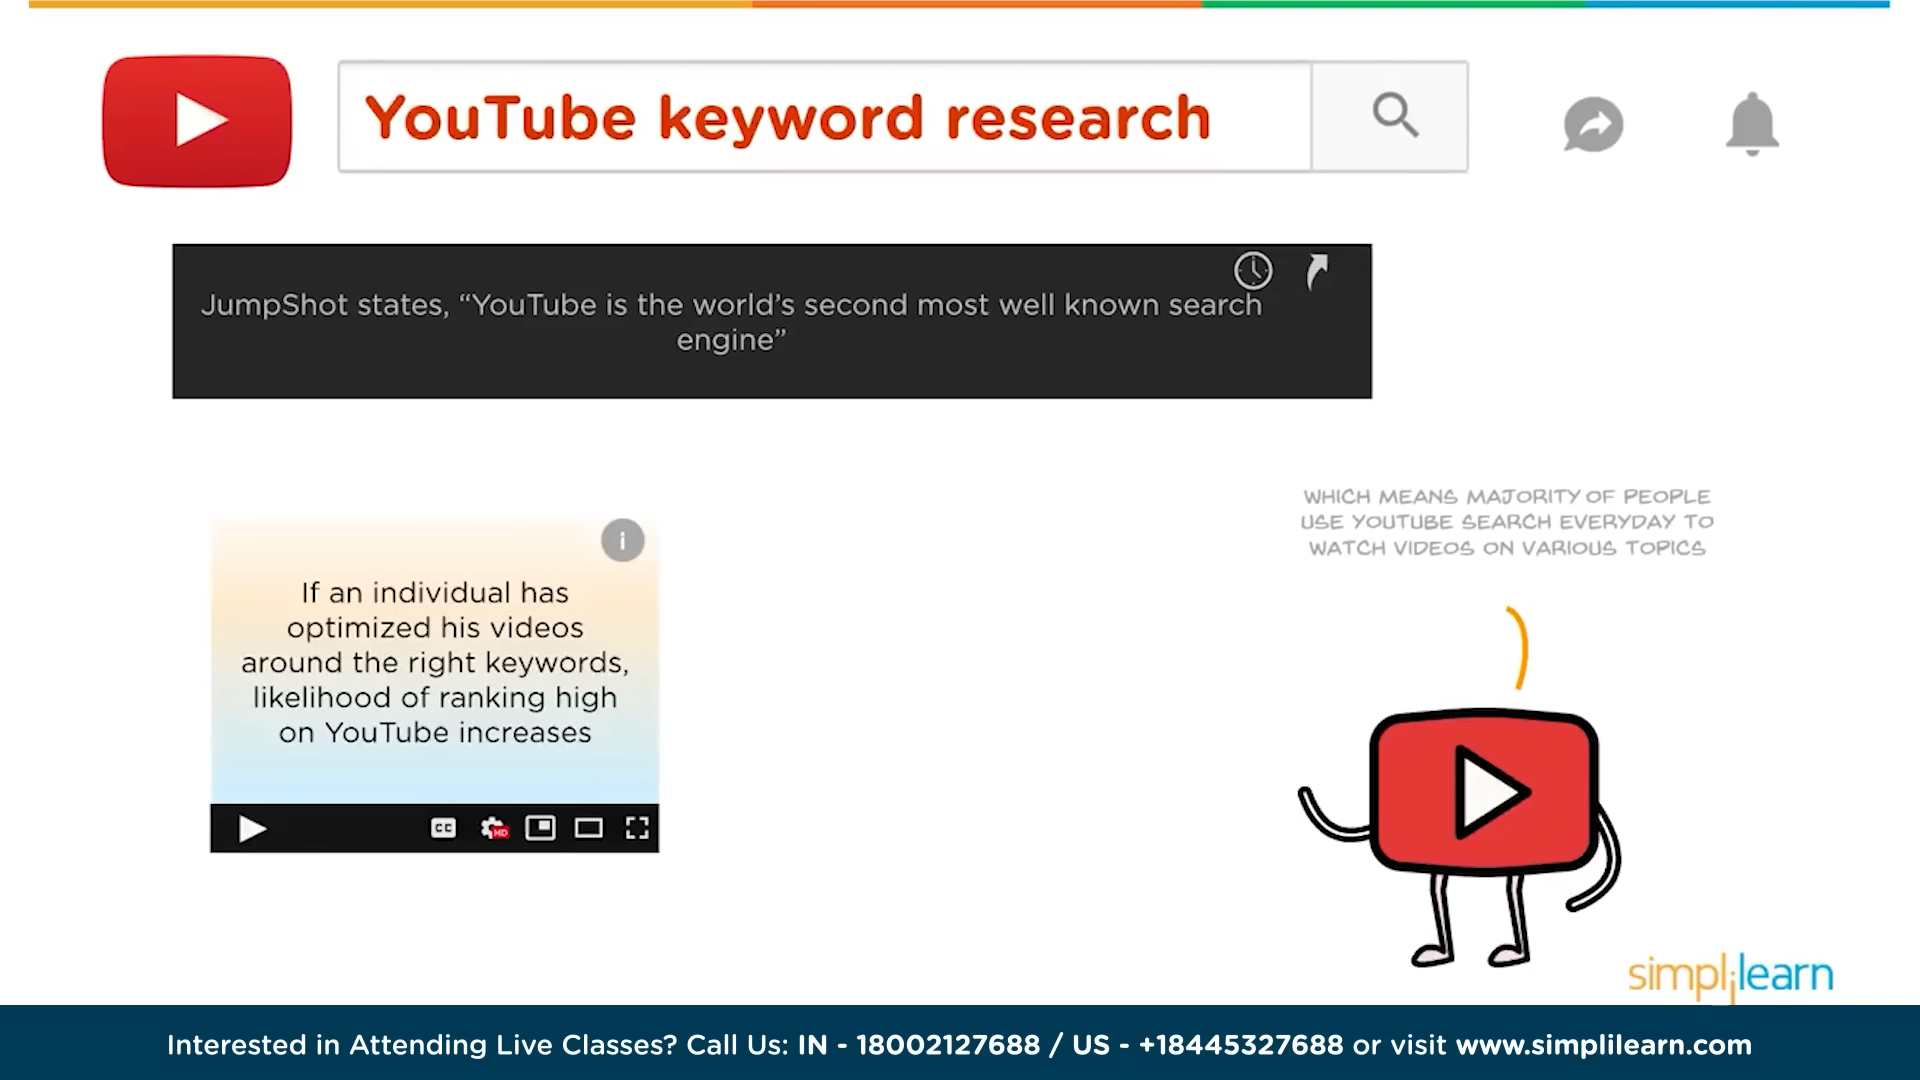 YouTube keyword research
JumpShot states, “YouTube is the world’s second most well known search
engine”
WHICH MEANS MAJORITY OF PEOPLE
USE YOUTUBE SEARCH EVERYDAY TO
WATCH VIDEOS ON VARIOUS TOPICS
i
If an individual has
optimized his videos
around the right keywords,
likelihood of ranking high
on YouTube increases
CC HD
simplilearn
Interested in Attending Live Classes? Call Us: IN - 18002127688 / US - +18445327688 or visit www.simplilearn.com